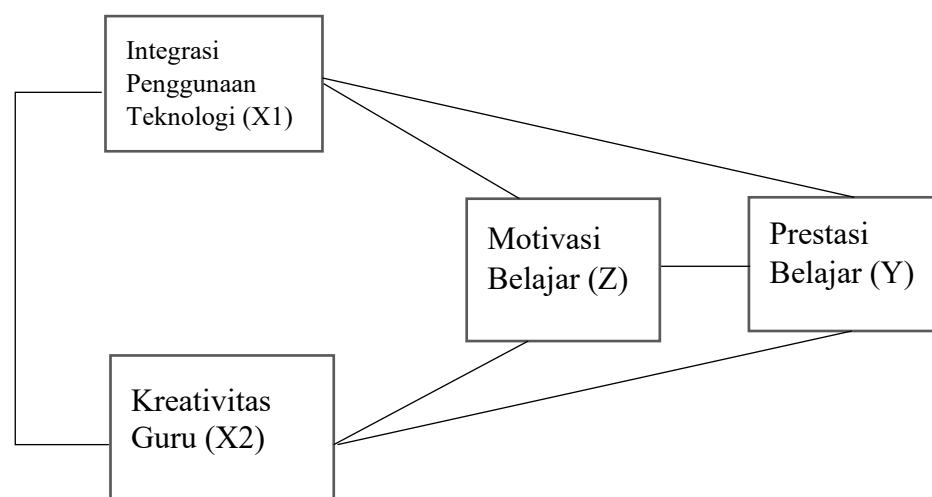 Integrasi
Penggunaan
Teknologi (X1)
Motivasi
Belajar (Z)
Prestasi
Belajar (Y)
Kreativitas
Guru (X2)